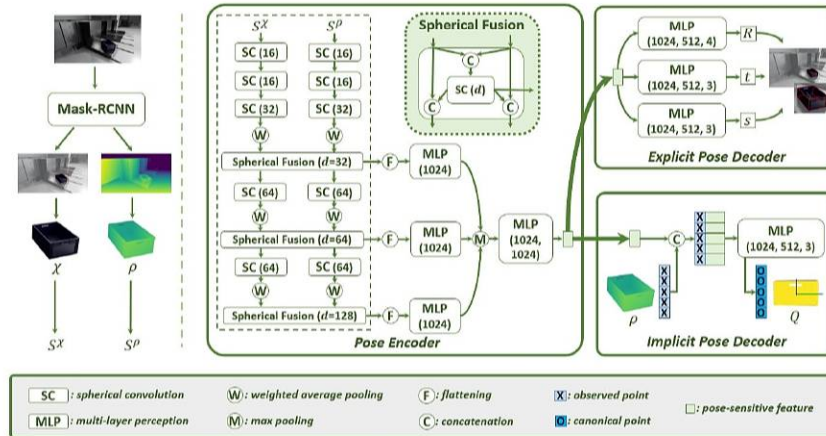 Mask-RCNN
χ
ρ
S^χ
S^ρ
S^χ
S^ρ
SC (16)
SC (16)
SC (16)
SC (16)
SC (32)
SC (32)
W
W
Spherical Fusion (d=32)
SC (64)
SC (64)
W
W
Spherical Fusion (d=64)
SC (64)
SC (64)
W
W
Spherical Fusion (d=128)
F
MLP
(1024)
F
MLP
(1024)
F
MLP
(1024)
M
MLP
(1024,
1024)
Spherical Fusion
C
SC (d)
C
C
Pose Encoder
MLP
(1024, 512, 4)
R
MLP
(1024, 512, 3)
t
MLP
(1024, 512, 3)
s
Explicit Pose Decoder
C
X
X
X
X
X
ρ
X
X
X
X
X
MLP
(1024, 512, 3)
O
O
O
O
O
Q
Implicit Pose Decoder
SC : spherical convolution
W : weighted average pooling
F : flattening
X : observed point
: pose-sensitive feature
MLP : multi-layer perception
M : max pooling
C : concatenation
O : canonical point